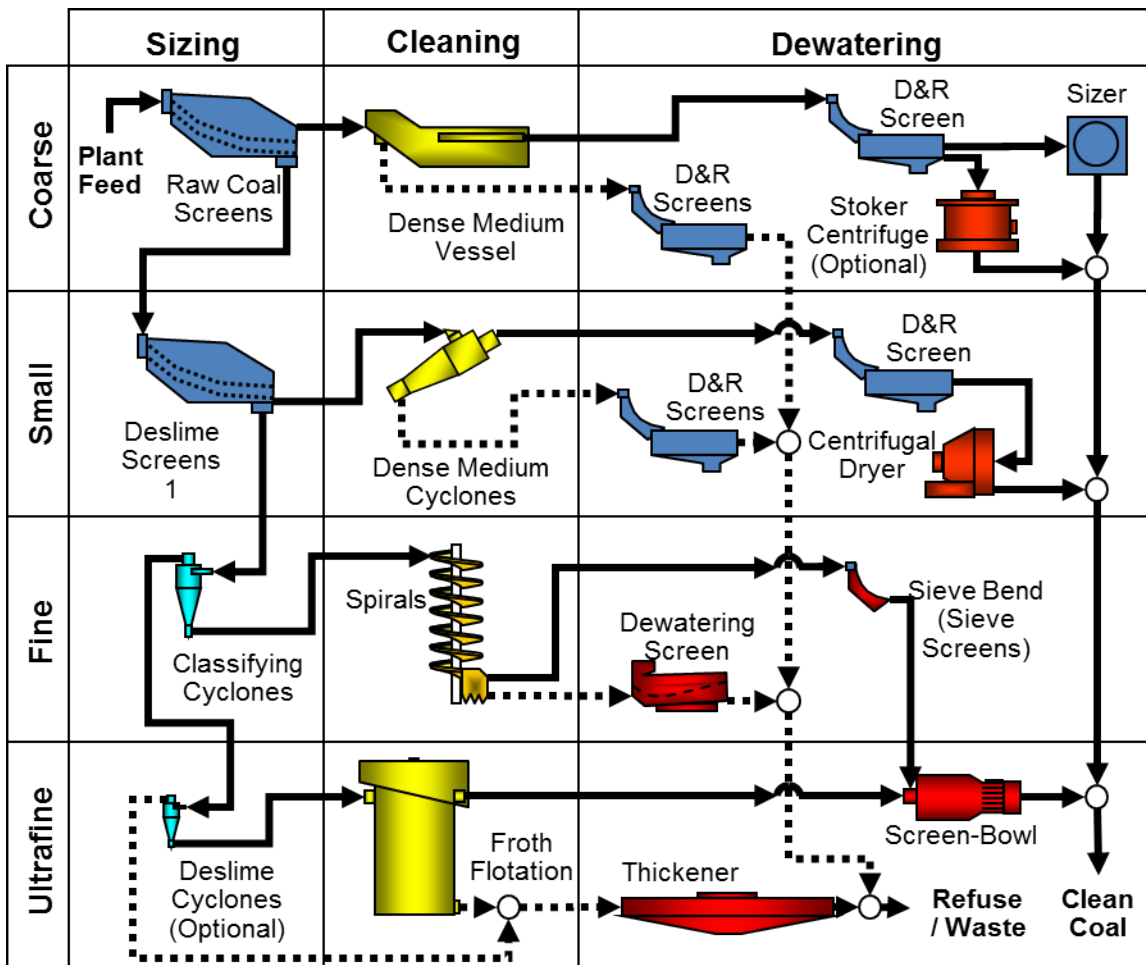 Sizing
Cleaning
Dewatering
Coarse
Plant
Feed
Raw Coal
Screens
Dense Medium
Vessel
D&R
Screens
D&R
Screen
Sizer
Stoker
Centrifuge
(Optional)
Small
Deslime
Screens
1
Dense Medium
Cyclones
D&R
Screens
D&R
Screen
Centrifugal
Dryer
Fine
Classifying
Cyclones
Spirals
Dewatering
Screen
Sieve Bend
(Sieve
Screens)
Ultrafine
Deslime
Cyclones
(Optional)
Froth
Flotation
Thickener
Screen-Bowl
Refuse
/ Waste
Clean
Coal